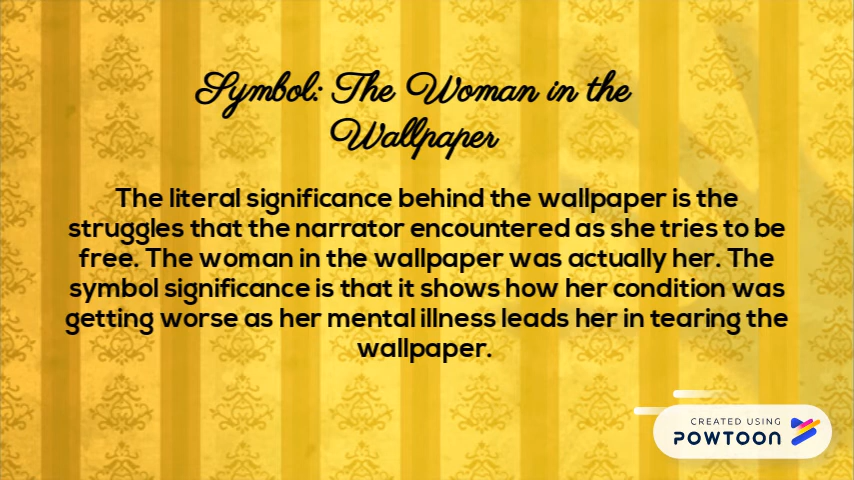 Symbol: The Woman in the
Wallpaper
The literal significance behind the wallpaper is the
struggles that the narrator encountered as she tries to be
free. The woman in the wallpaper was actually her. The
symbol significance is that it shows how her condition was
getting worse as her mental illness leads her in tearing the
wallpaper.
CREATED USING
POWTOON